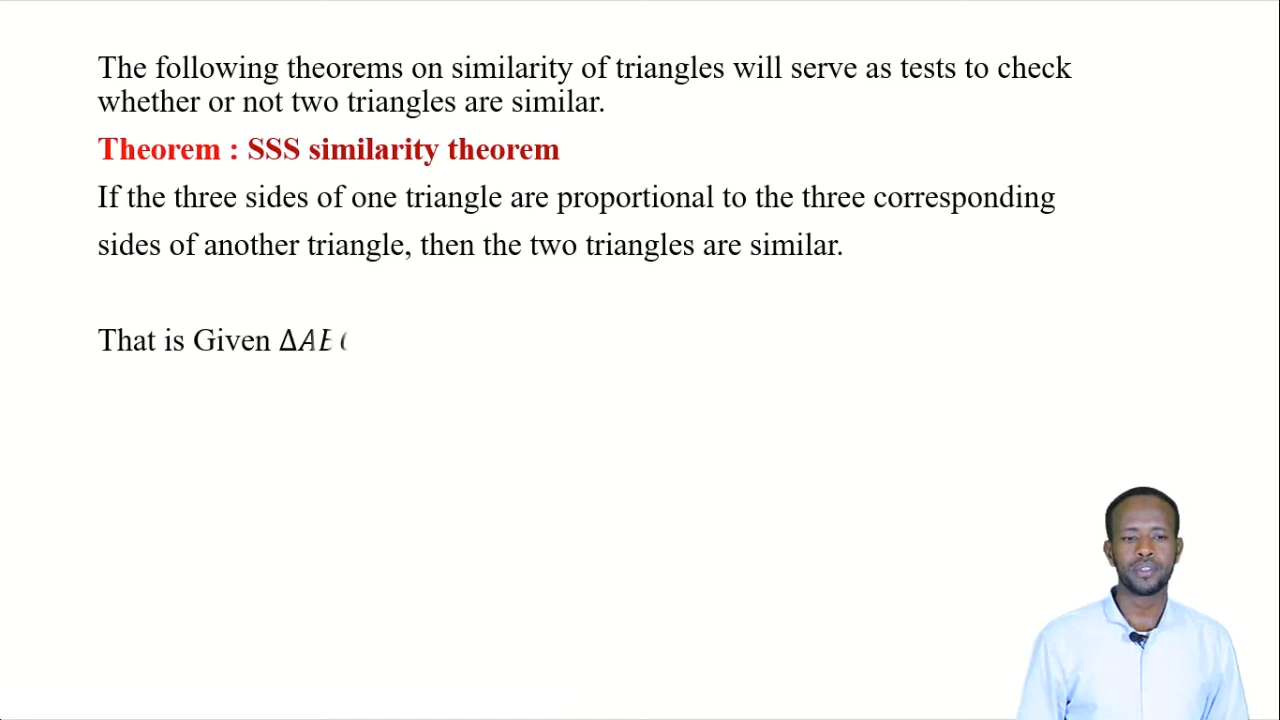 The following theorems on similarity of triangles will serve as tests to check
whether or not two triangles are similar.
Theorem : SSS similarity theorem
If the three sides of one triangle are proportional to the three corresponding
sides of another triangle, then the two triangles are similar.
That is Given